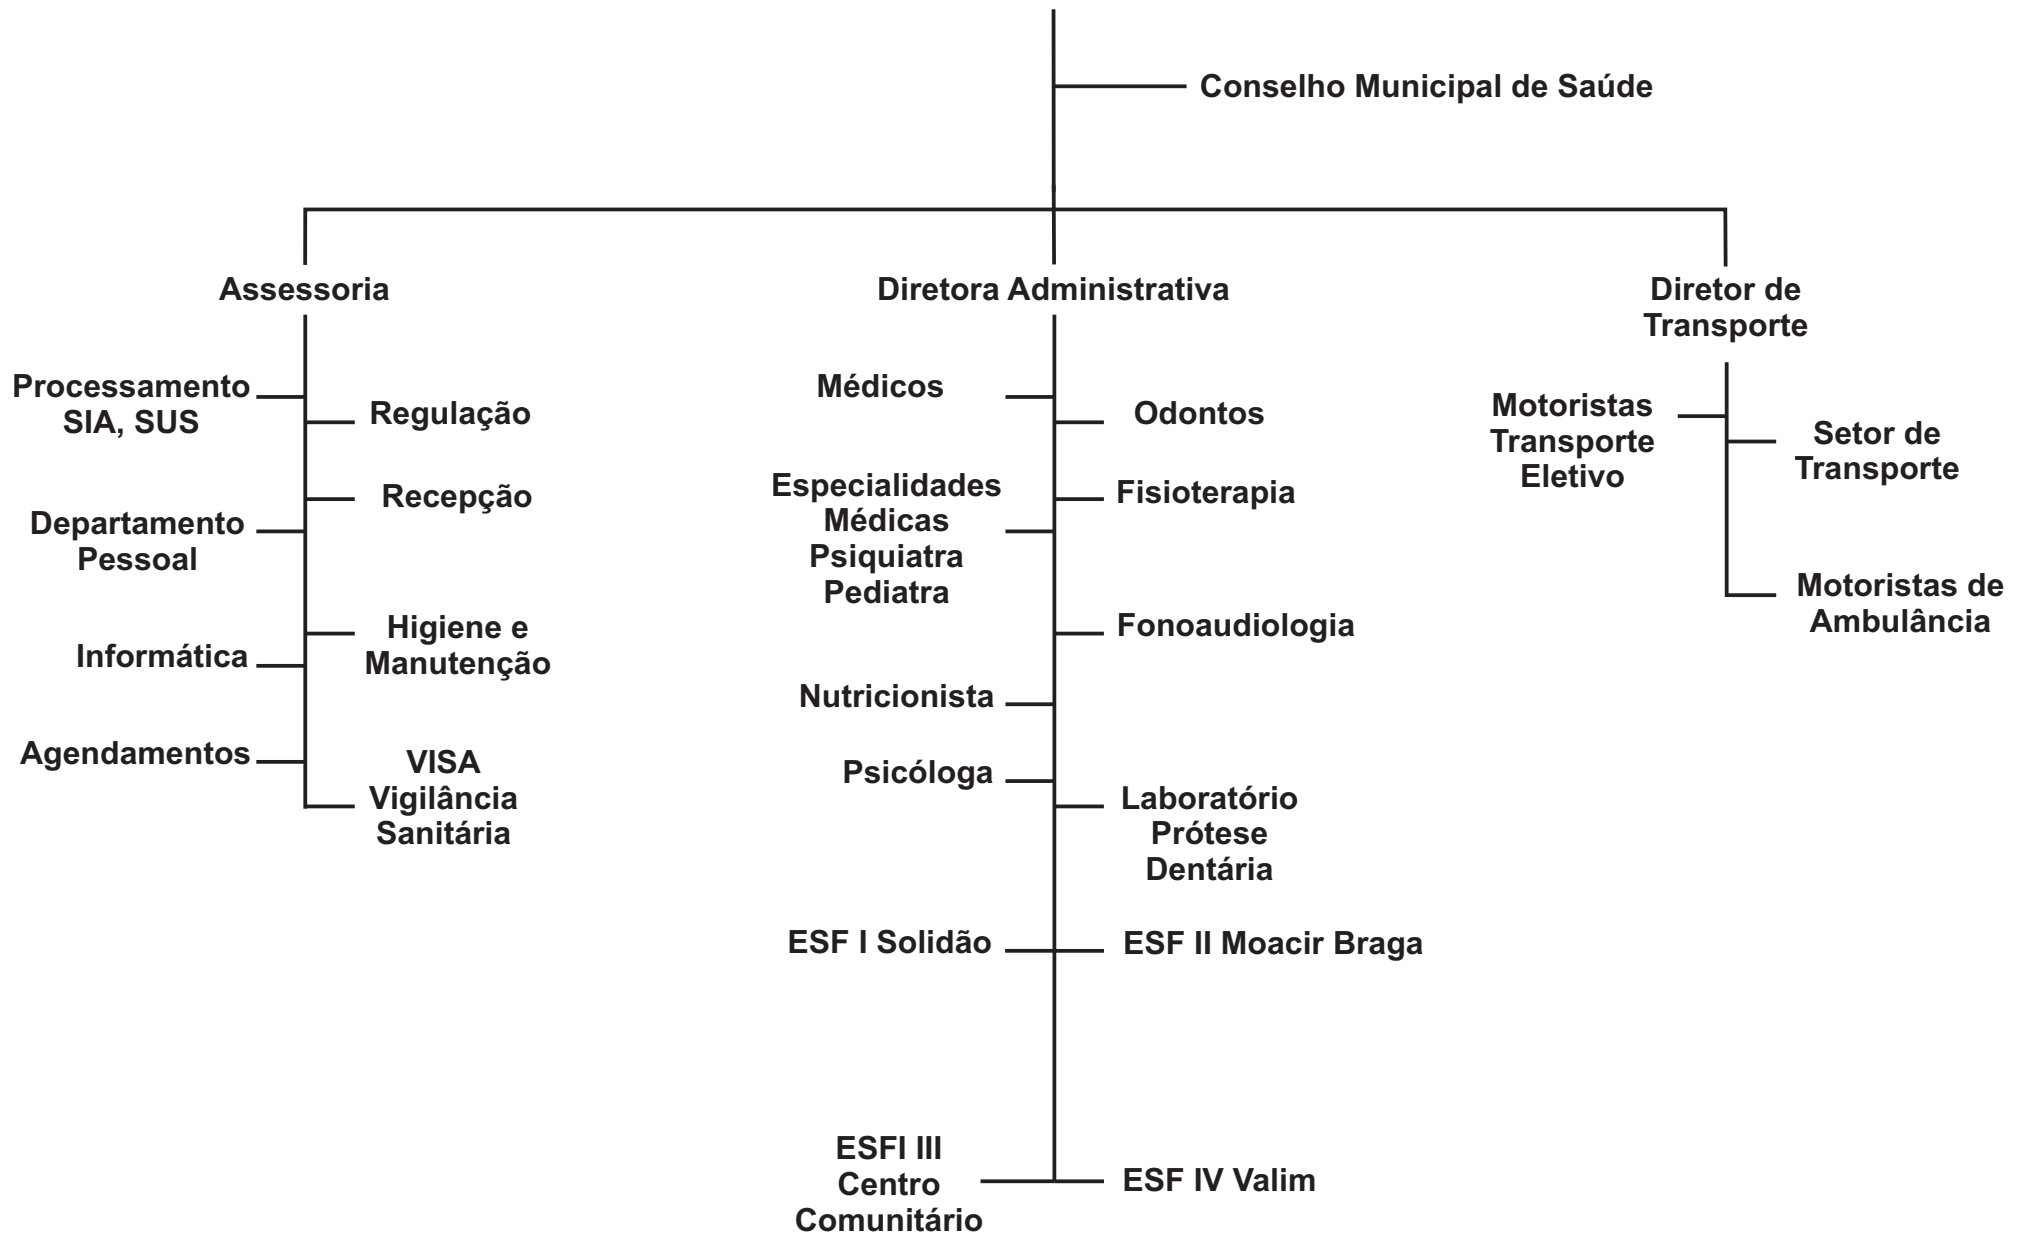 Conselho Municipal de Saúde
Assessoria
Processamento
SIA, SUS
Regulação
Recepção
Departamento
Pessoal
Higiene e
Manutenção
Informática
Agendamentos
VISA
Vigilância
Sanitária
Diretora Administrativa
Médicos
Odontos
Especialidades
Médicas
Psiquiatra
Pediatra
Fisioterapia
Fonoaudiologia
Nutricionista
Psicóloga
Laboratório
Prótese
Dentária
ESF I Solidão
ESF II Moacir Braga
ESFI III
Centro
Comunitário
ESF IV Valim
Diretor de
Transporte
Motoristas
Transporte
Eletivo
Setor de
Transporte
Motoristas de
Ambulância